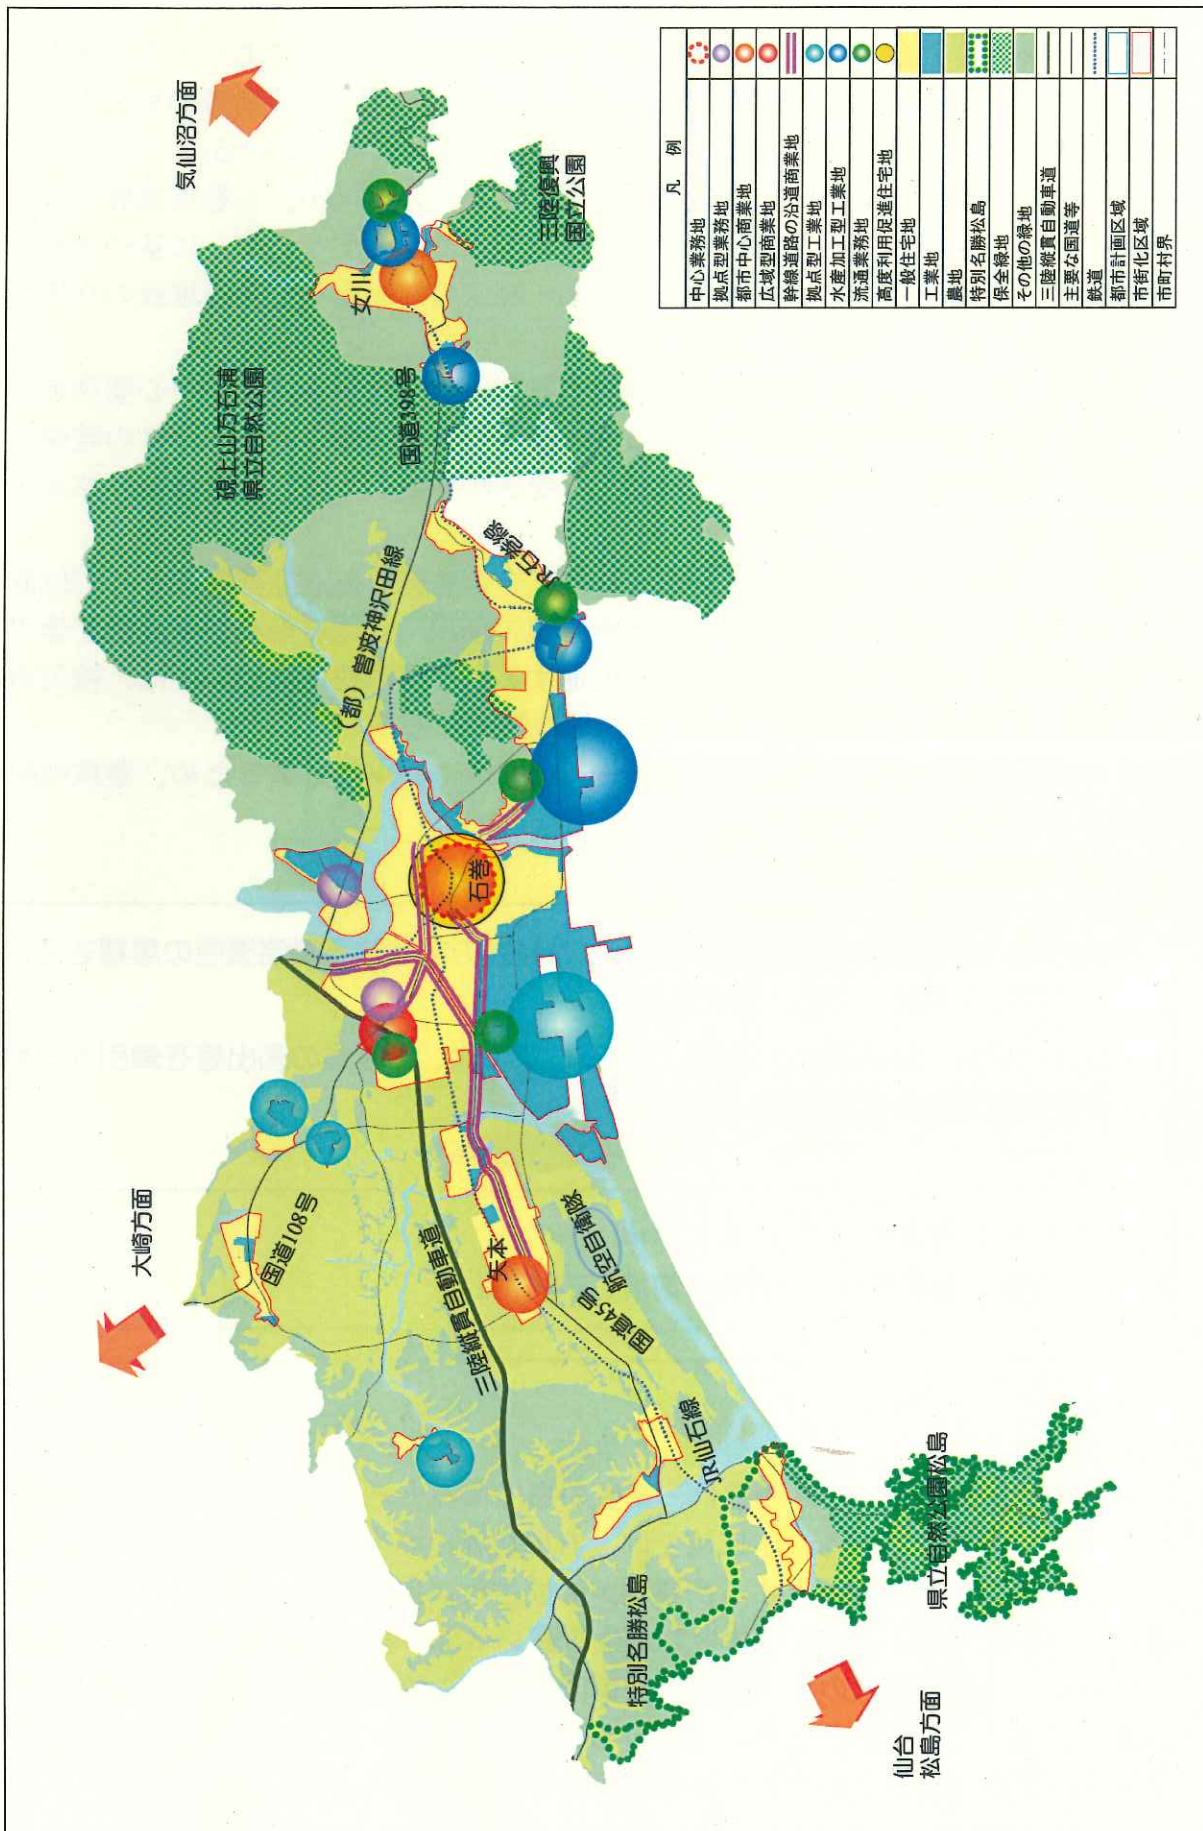 気仙沼方面
三陸復興
国立公園
女川
硯上山万石浦
県立自然公園
国道398号
JR石巻線
(都)曽波神沢田線
石巻
大崎方面
国道108号
三陸縦貫自動車道
矢本
航空自衛隊
国道45号
JR仙石線
特別名勝松島
県立自然公園松島
仙台
松島方面
凡 例
中心業務地
拠点型業務地
都市中心商業地
広域型商業地
幹線道路の沿道商業地
拠点型工業地
水産加工型工業地
流通業務地
高度利用促進住宅地
一般住宅地
工業地
農地
特別名勝松島
保全緑地
その他の緑地
三陸縦貫自動車道
主要な国道等
鉄道
都市計画区域
市街化区域
市町村界